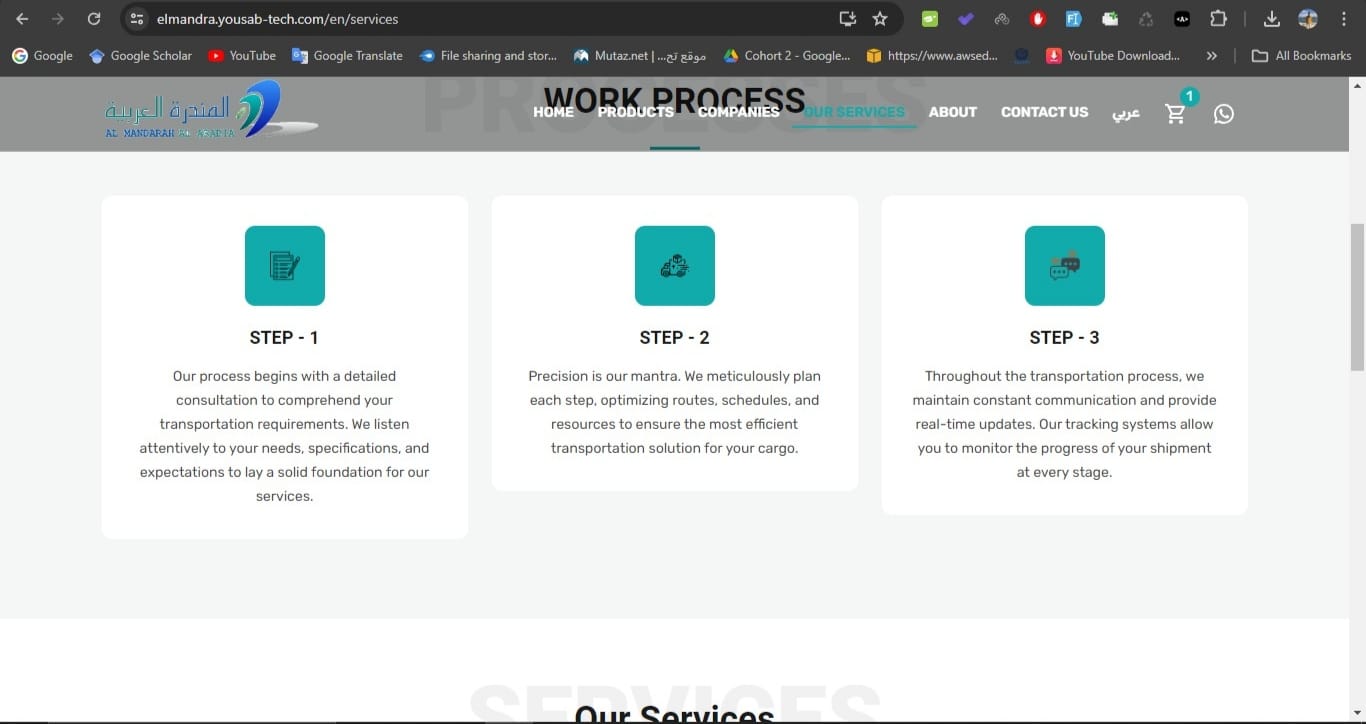 elmandra.yousab-tech.com/en/services
Google
Google Scholar
YouTube
Google Translate
File sharing and stor...
Mutaz.net | موقع تح...
Cohort 2 - Google...
https://www.awsed...
YouTube Download...
All Bookmarks
المندرة العربية
AL MANDARAH AL ARABIA
PROCESSES
WORK PROCESS
HOME
PRODUCTS
COMPANIES
OUR SERVICES
ABOUT
CONTACT US
عربي
1
STEP - 1
Our process begins with a detailed
consultation to comprehend your
transportation requirements. We listen
attentively to your needs, specifications, and
expectations to lay a solid foundation for our
services.
STEP - 2
Precision is our mantra. We meticulously plan
each step, optimizing routes, schedules, and
resources to ensure the most efficient
transportation solution for your cargo.
STEP - 3
Throughout the transportation process, we
maintain constant communication and provide
real-time updates. Our tracking systems allow
you to monitor the progress of your shipment
at every stage.
SERVICES
Our Services